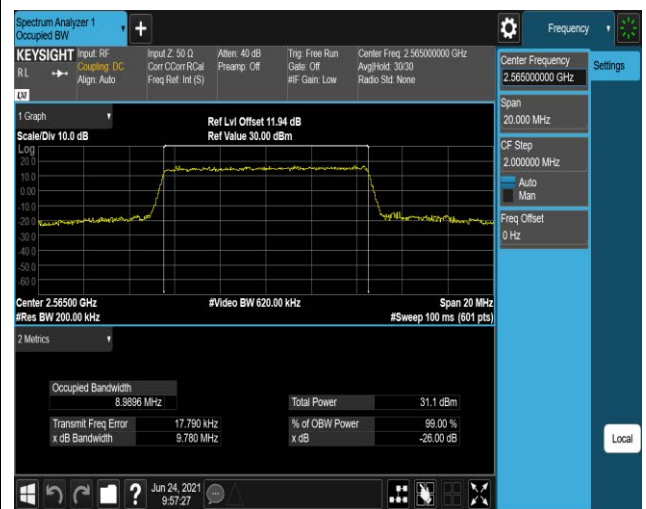 Spectrum Analyzer 1
Occupied BW
+
Frequency
KEYSIGHT Input: RF Input Z: 50 Ω Atten: 40 dB Trig: Free Run Center Freq: 2.565000000 GHz
RL Coupling: DC Corr CCorr RCal Preamp: Off Gate: Off Avg|Hold: 30/30
Align: Auto Freq Ref: Int (S) #IF Gain: Low Radio Std: None
LXI
Center Frequency
2.565000000 GHz
Settings
Span
20.000 MHz
CF Step
2.000000 MHz
Auto
Man
Freq Offset
0 Hz
1 Graph
Ref Lvl Offset 11.94 dB
Scale/Div 10.0 dB Ref Value 30.00 dBm
Log
20.0
10.0
0.00
-10.0
-20.0
-30.0
-40.0
-50.0
-60.0
Center 2.56500 GHz #Video BW 620.00 kHz Span 20 MHz
#Res BW 200.00 kHz #Sweep 100 ms (601 pts)
2 Metrics
Occupied Bandwidth
8.9896 MHz Total Power 31.1 dBm
Transmit Freq Error 17.790 kHz % of OBW Power 99.00 %
x dB Bandwidth 9.780 MHz x dB -26.00 dB
Local
? Jun 24, 2021
9:57:27